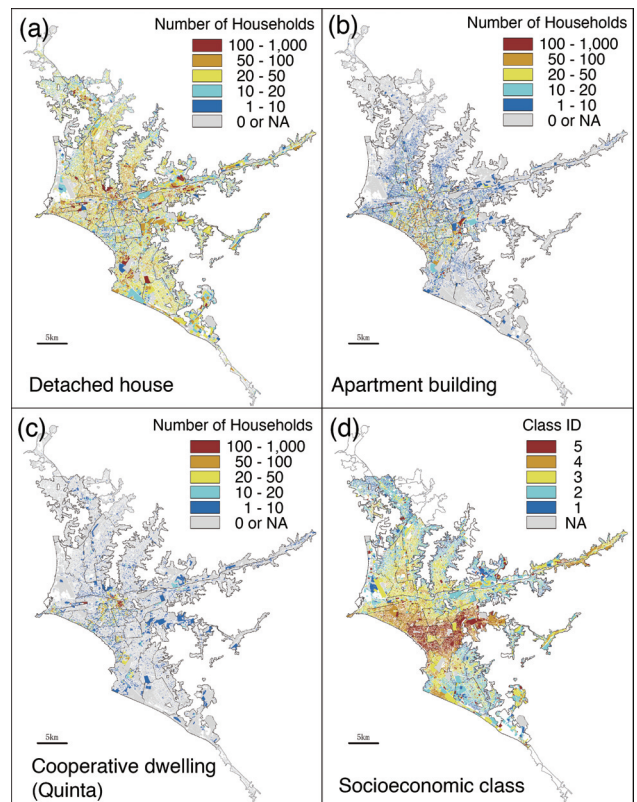 (a)
Number of Households
100 - 1,000
50 - 100
20 - 50
10 - 20
1 - 10
0 or NA
5km
Detached house
(b)
Number of Households
100 - 1,000
50 - 100
20 - 50
10 - 20
1 - 10
0 or NA
5km
Apartment building
(c)
Number of Households
100 - 1,000
50 - 100
20 - 50
10 - 20
1 - 10
0 or NA
5km
Cooperative dwelling
(Quinta)
(d)
Class ID
5
4
3
2
1
NA
5km
Socioeconomic class